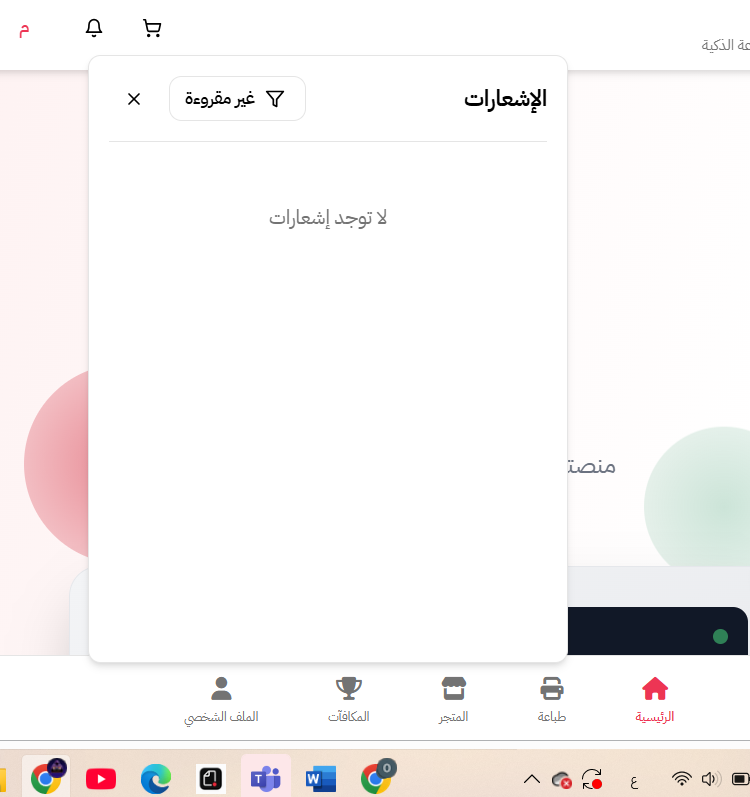 م
عة الذكية
الإشعارات
غير مقروءة
لا توجد إشعارات
منصت
الرئيسية
طباعة
المتجر
المكافآت
الملف الشخصي
0
ع